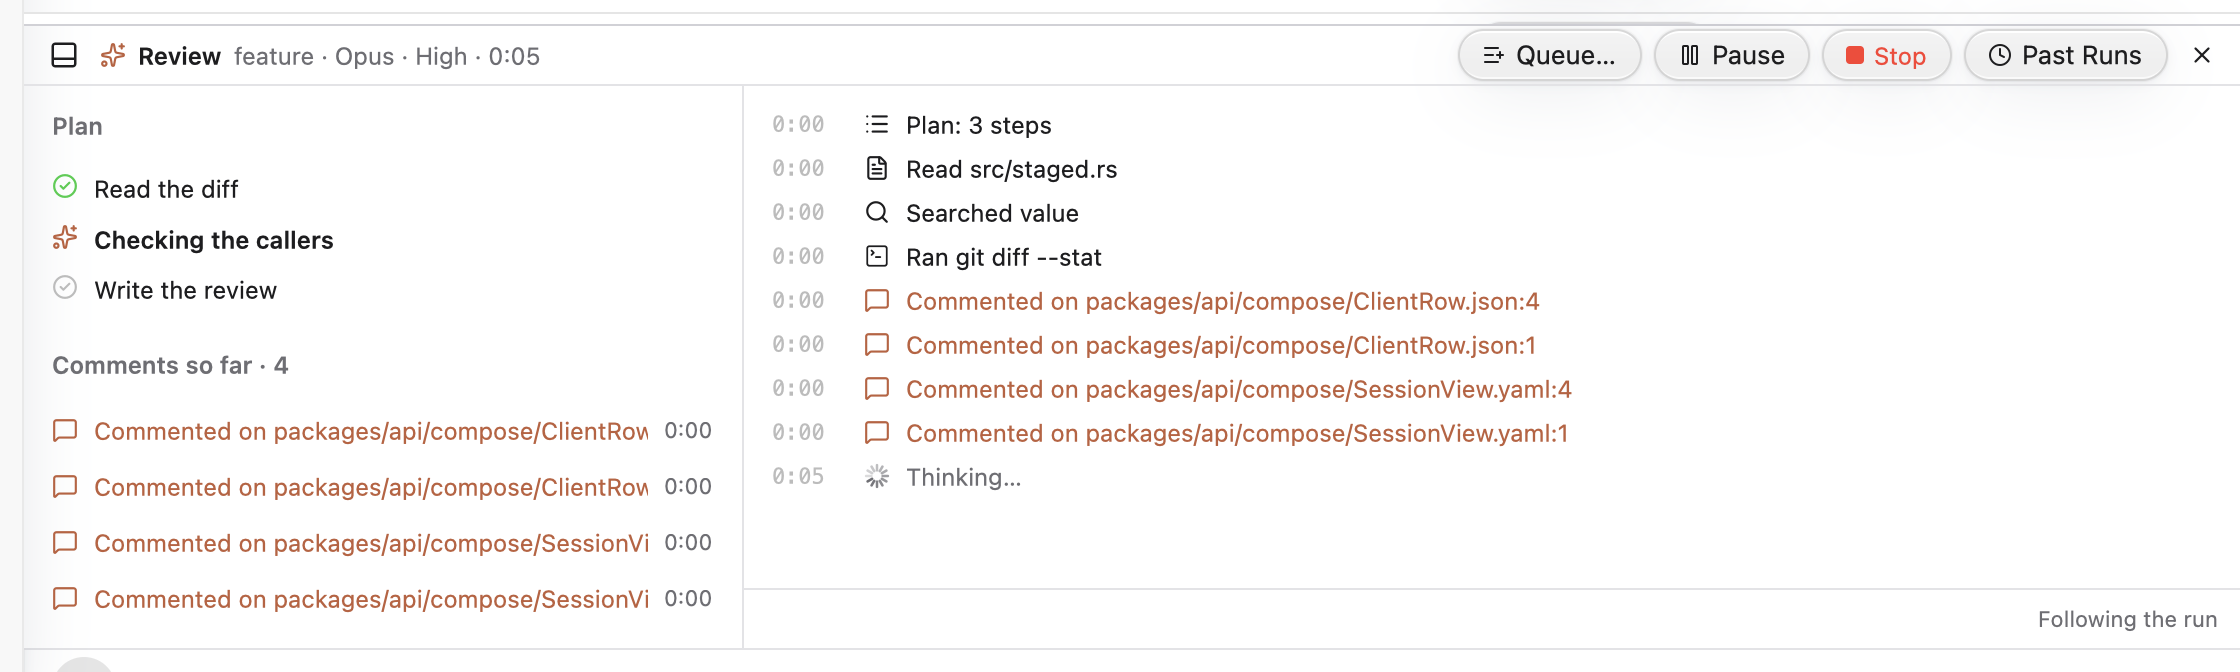 Review feature · Opus · High · 0:05
Queue... Pause Stop Past Runs
Plan
Read the diff
Checking the callers
Write the review
Comments so far · 4
Commented on packages/api/compose/ClientRow 0:00
Commented on packages/api/compose/ClientRow 0:00
Commented on packages/api/compose/SessionVi 0:00
Commented on packages/api/compose/SessionVi 0:00
0:00 Plan: 3 steps
0:00 Read src/staged.rs
0:00 Searched value
0:00 Ran git diff --stat
0:00 Commented on packages/api/compose/ClientRow.json:4
0:00 Commented on packages/api/compose/ClientRow.json:1
0:00 Commented on packages/api/compose/SessionView.yaml:4
0:00 Commented on packages/api/compose/SessionView.yaml:1
0:05 Thinking...
Following the run